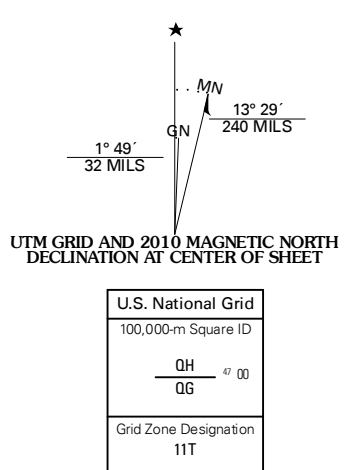 ★
MN
GN
13° 29´
240 MILS
1° 49´
32 MILS
UTM GRID AND 2010 MAGNETIC NORTH
DECLINATION AT CENTER OF SHEET
U.S. National Grid
100,000-m Square ID
QH
47 00
QG
Grid Zone Designation
11T